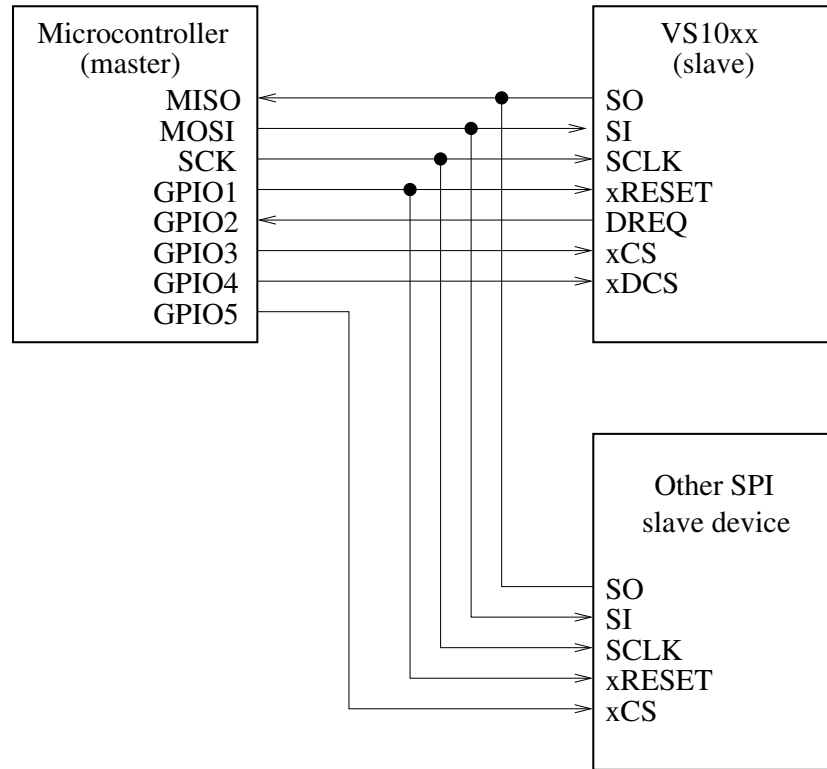 Microcontroller
(master)
MISO
MOSI
SCK
GPIO1
GPIO2
GPIO3
GPIO4
GPIO5
VS10xx
(slave)
SO
SI
SCLK
xRESET
DREQ
xCS
xDCS
Other SPI
slave device
SO
SI
SCLK
xRESET
xCS